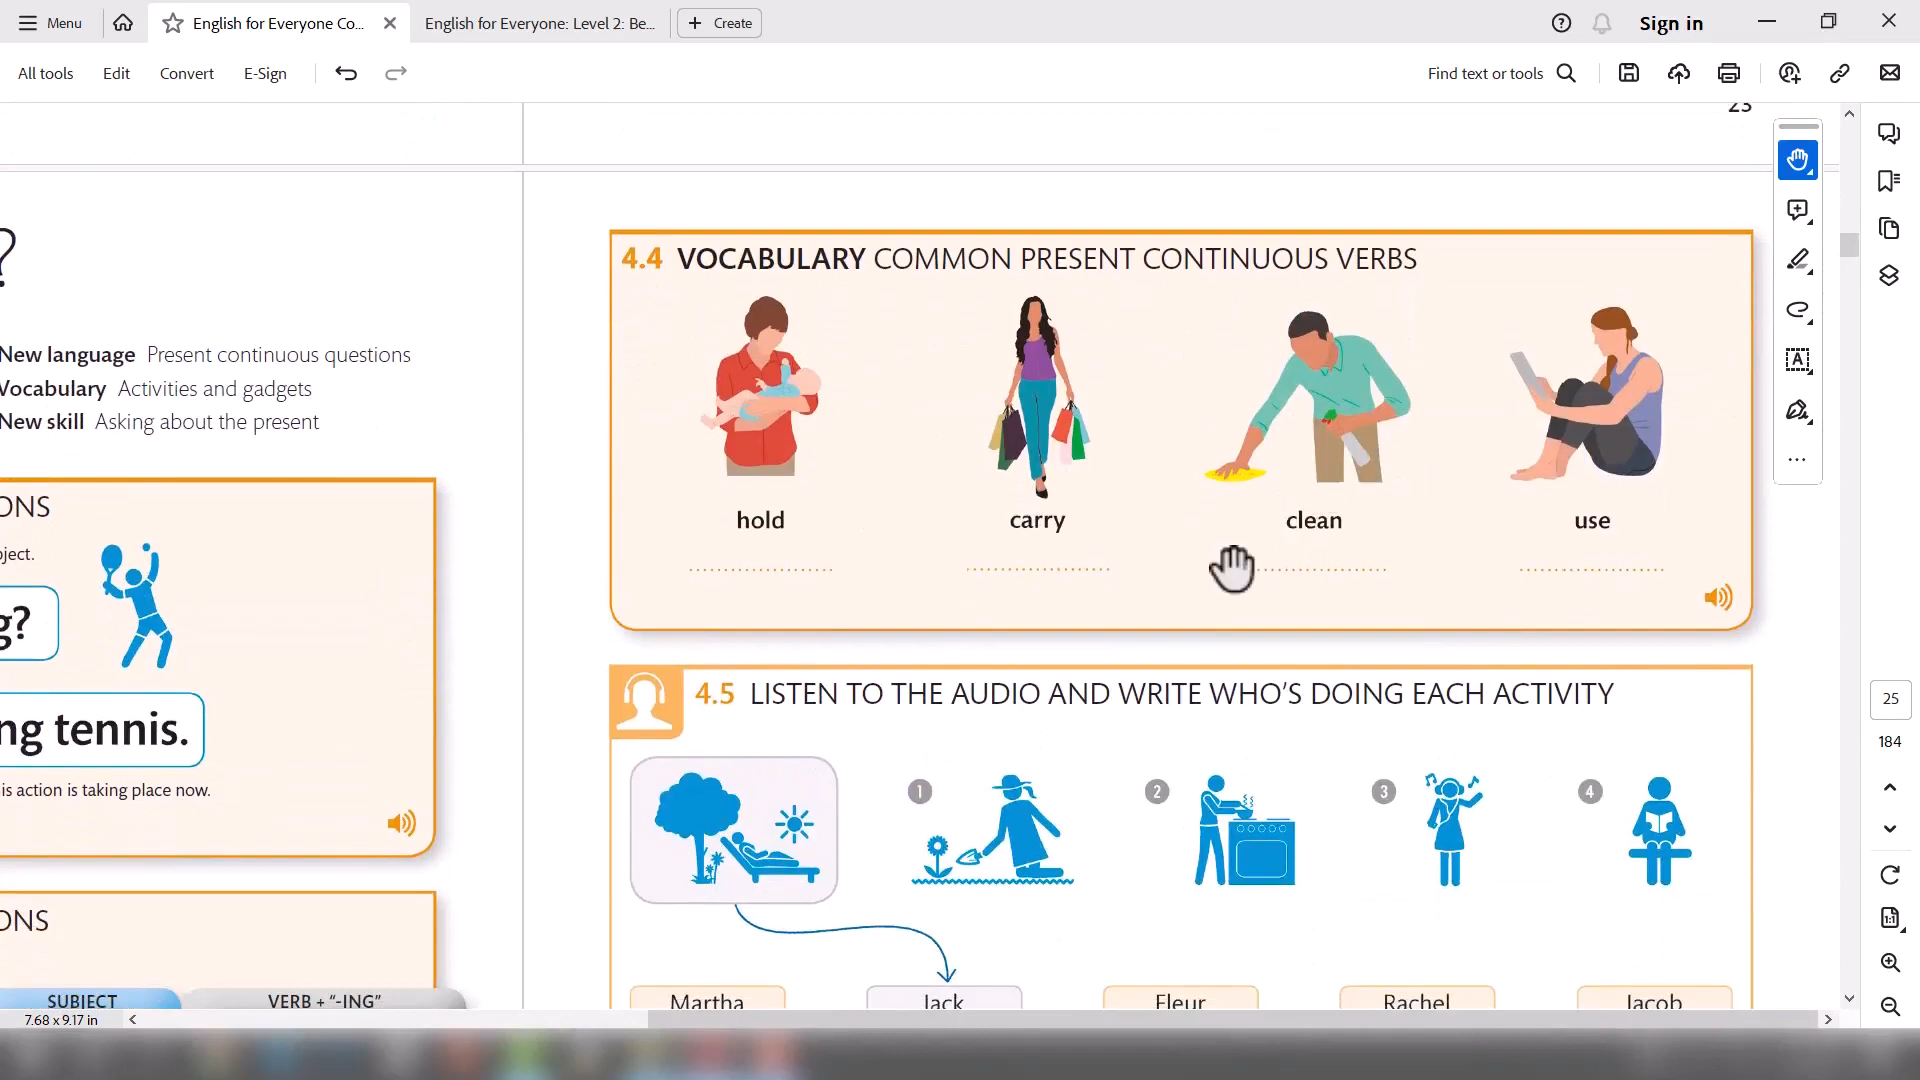 Menu
English for Everyone Co...
English for Everyone: Level 2: Be...
Create
Sign in
All tools
Edit
Convert
E-Sign
Find text or tools
23
?
New language Present continuous questions
Vocabulary Activities and gadgets
New skill Asking about the present
ONS
oject.
g?
ng tennis.
is action is taking place now.
ONS
SUBJECT
VERB + “-ING”
4.4 VOCABULARY COMMON PRESENT CONTINUOUS VERBS
hold
carry
clean
use
4.5 LISTEN TO THE AUDIO AND WRITE WHO’S DOING EACH ACTIVITY
1
2
3
4
Martha
Jack
Fleur
Rachel
Jacob
25
184
7.68 x 9.17 in